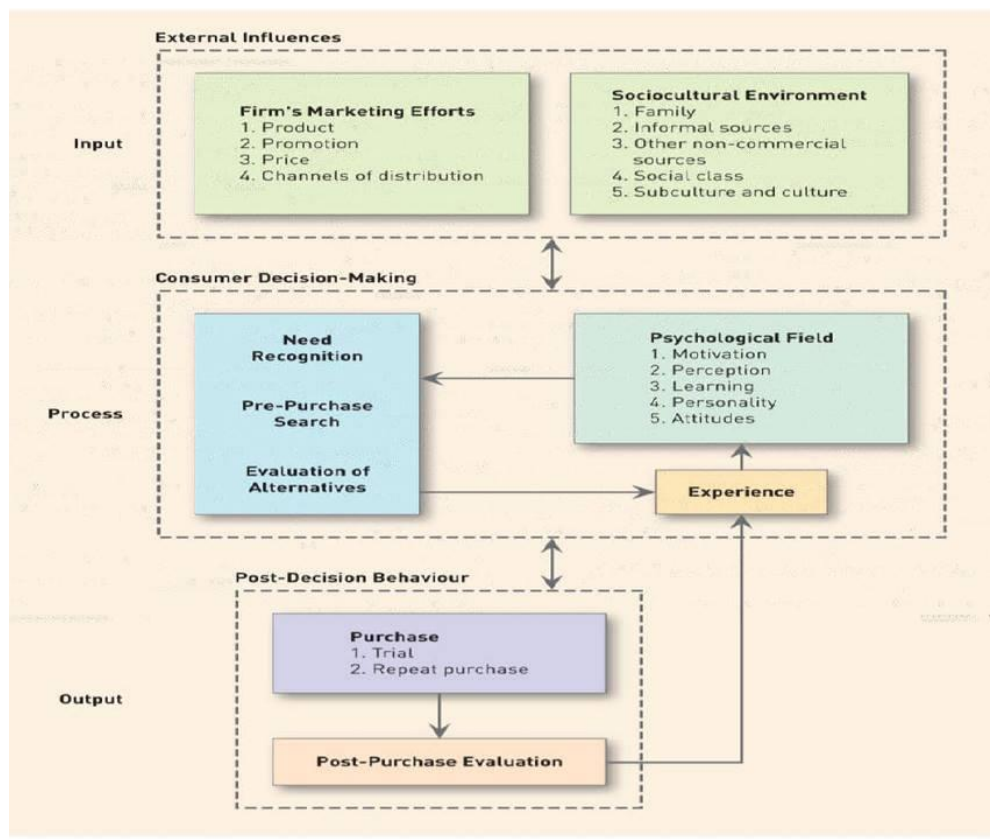 External Influences
Input
Firm's Marketing Efforts
1. Product
2. Promotion
3. Price
4. Channels of distribution
Sociocultural Environment
1. Family
2. Informal sources
3. Other non-commercial
sources
4. Social class
5. Subculture and culture
Consumer Decision-Making
Process
Need
Recognition
Pre-Purchase
Search
Evaluation of
Alternatives
Psychological Field
1. Motivation
2. Perception
3. Learning
4. Personality
5. Attitudes
Experience
Post-Decision Behaviour
Output
Purchase
1. Trial
2. Repeat purchase
Post-Purchase Evaluation